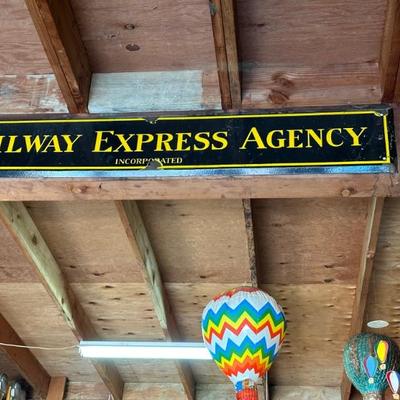 ILWAY EXPRESS AGENCY
INCORPORATED